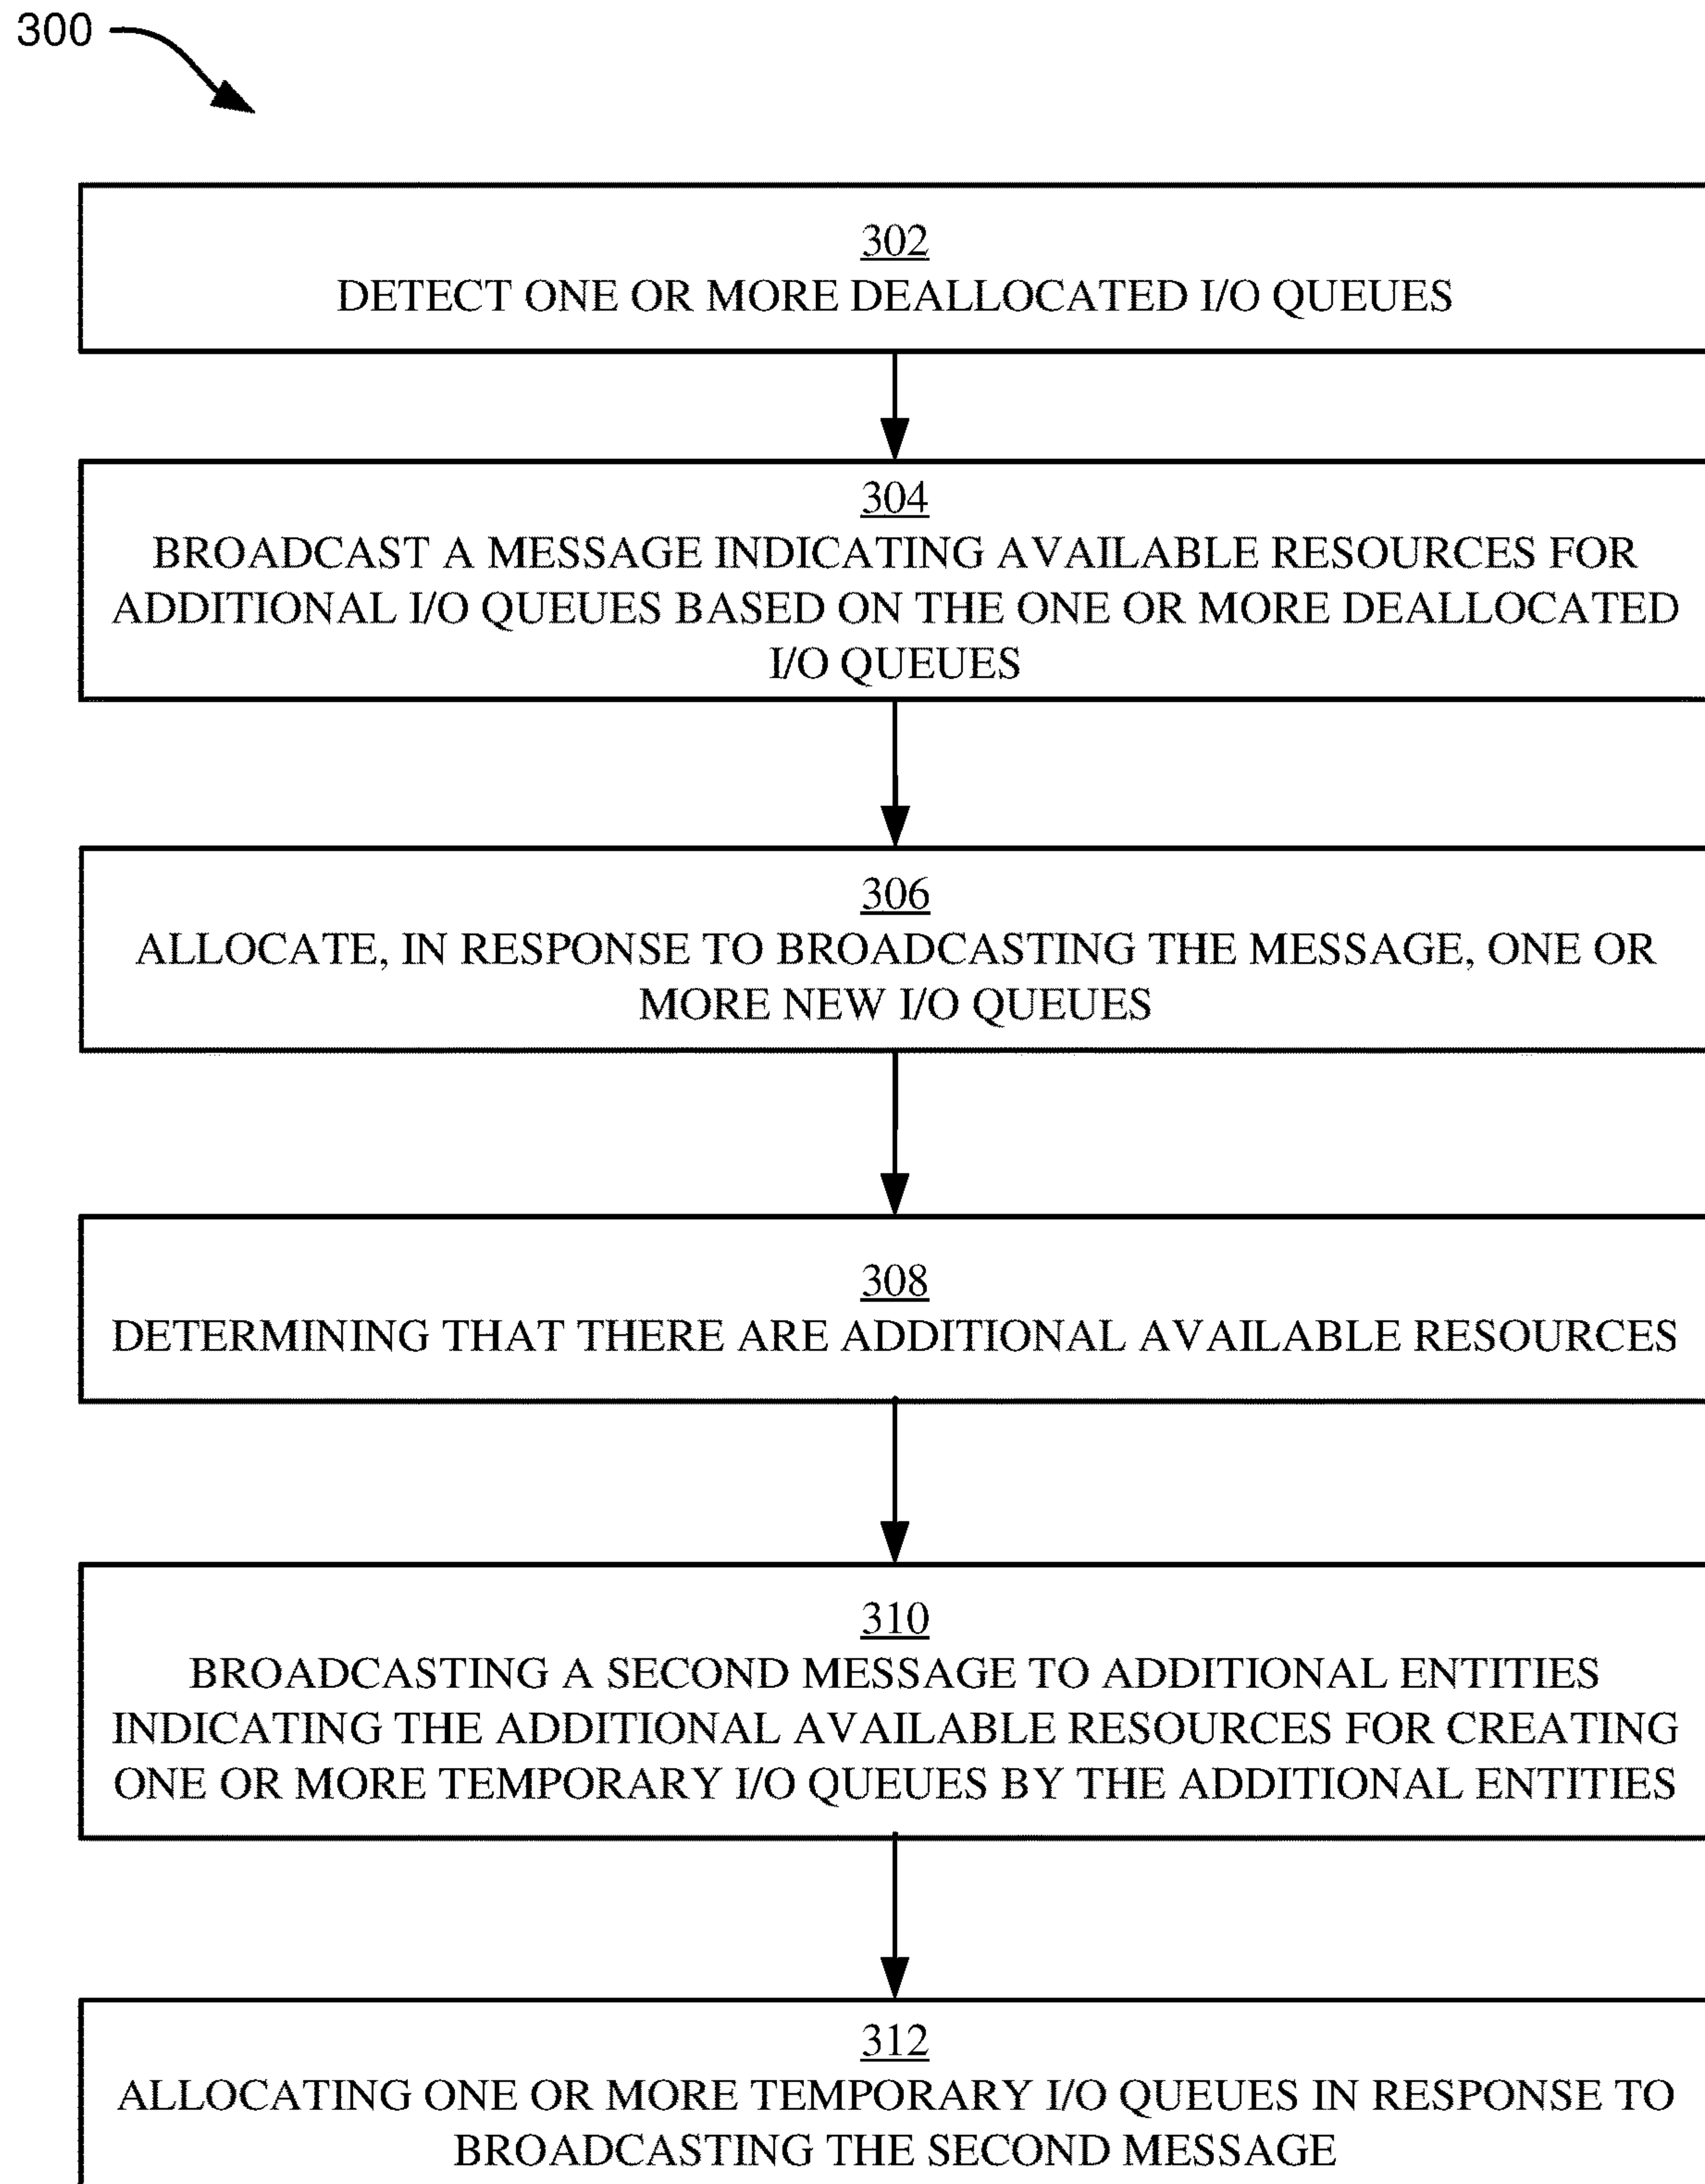 300
302
DETECT ONE OR MORE DEALLOCATED I/O QUEUES
304
BROADCAST A MESSAGE INDICATING AVAILABLE RESOURCES FOR
ADDITIONAL I/O QUEUES BASED ON THE ONE OR MORE DEALLOCATED
I/O QUEUES
306
ALLOCATE, IN RESPONSE TO BROADCASTING THE MESSAGE, ONE OR
MORE NEW I/O QUEUES
308
DETERMINING THAT THERE ARE ADDITIONAL AVAILABLE RESOURCES
310
BROADCASTING A SECOND MESSAGE TO ADDITIONAL ENTITIES
INDICATING THE ADDITIONAL AVAILABLE RESOURCES FOR CREATING
ONE OR MORE TEMPORARY I/O QUEUES BY THE ADDITIONAL ENTITIES
312
ALLOCATING ONE OR MORE TEMPORARY I/O QUEUES IN RESPONSE TO
BROADCASTING THE SECOND MESSAGE